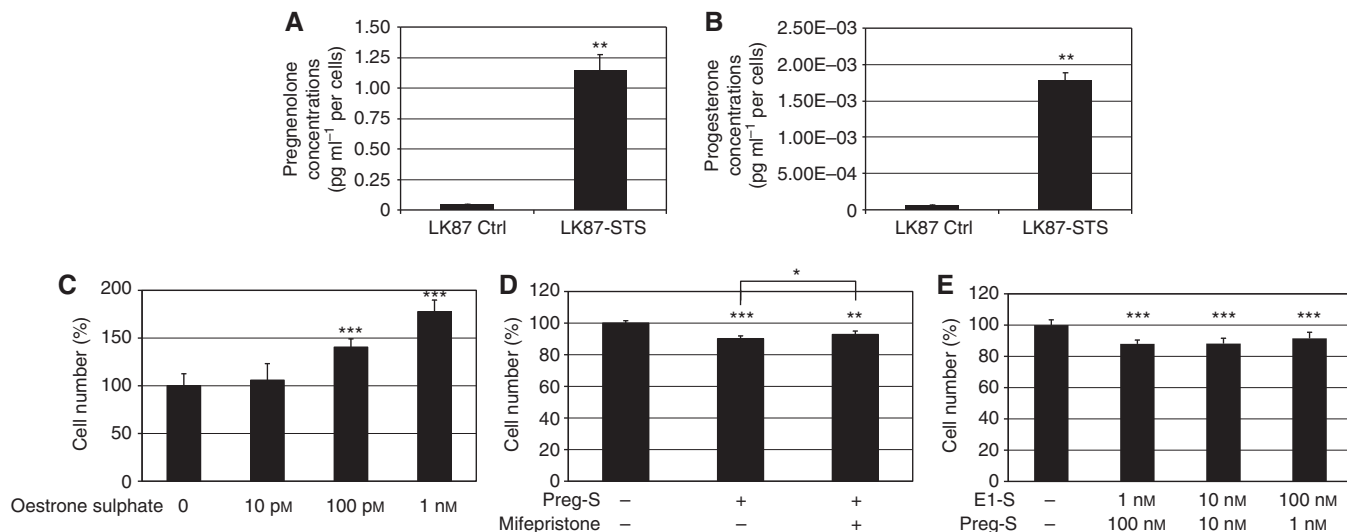 A
Pregnenolone
concentrations
(pg ml⁻¹ per cells)
1.50
1.25
1.00
0.75
0.50
0.25
0
**
LK87 Ctrl LK87-STS
B
Progesterone
concentrations
(pg ml⁻¹ per cells)
2.50E–03
2.00E–03
1.50E–03
1.00E–03
5.00E–04
0
**
LK87 Ctrl LK87-STS
C
Cell number (%)
200
150
100
50
0
*** ***
Oestrone sulphate 0 10 pM 100 pM 1 nM
D
Cell number (%)
120
100
80
60
40
20
0
*
*** **
Preg-S – + +
Mifepristone – – +
E
Cell number (%)
120
100
80
60
40
20
0
*** *** ***
E1-S – 1 nM 10 nM 100 nM
Preg-S – 100 nM 10 nM 1 nM